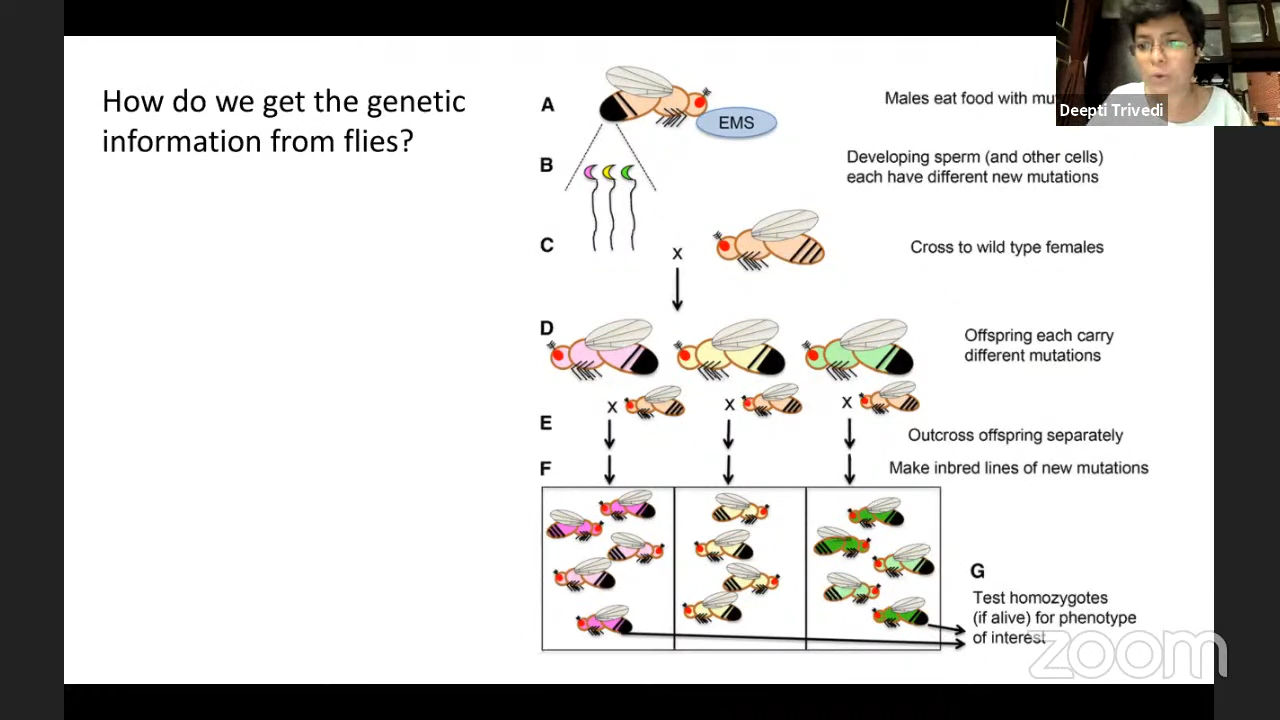 How do we get the genetic
information from flies?
A
EMS
Males eat food with
Deepti Trivedi
B
Developing sperm (and other cells)
each have different new mutations
C
x
Cross to wild type females
D
Offspring each carry
different mutations
x
x
x
E
Outcross offspring separately
F
Make inbred lines of new mutations
G
Test homozygotes
(if alive) for phenotype
of interest
zoom